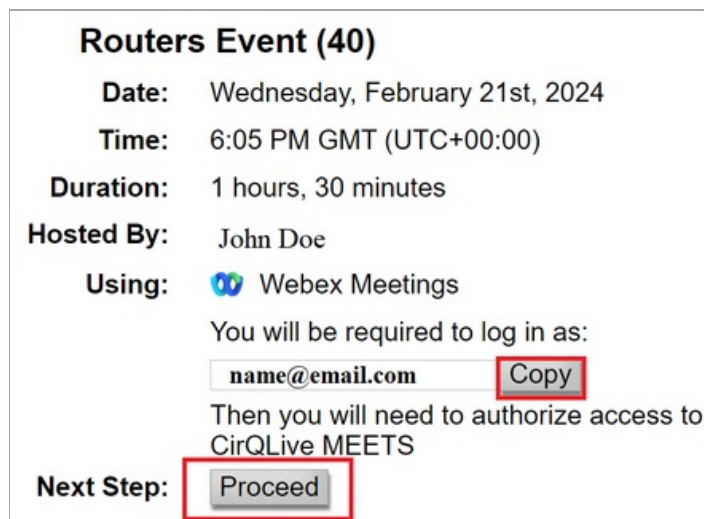 Routers Event (40)
Date: Wednesday, February 21st, 2024
Time: 6:05 PM GMT (UTC+00:00)
Duration: 1 hours, 30 minutes
Hosted By: John Doe
Using: Webex Meetings
You will be required to log in as:
name@email.com Copy
Then you will need to authorize access to
CirQLive MEETS
Next Step: Proceed